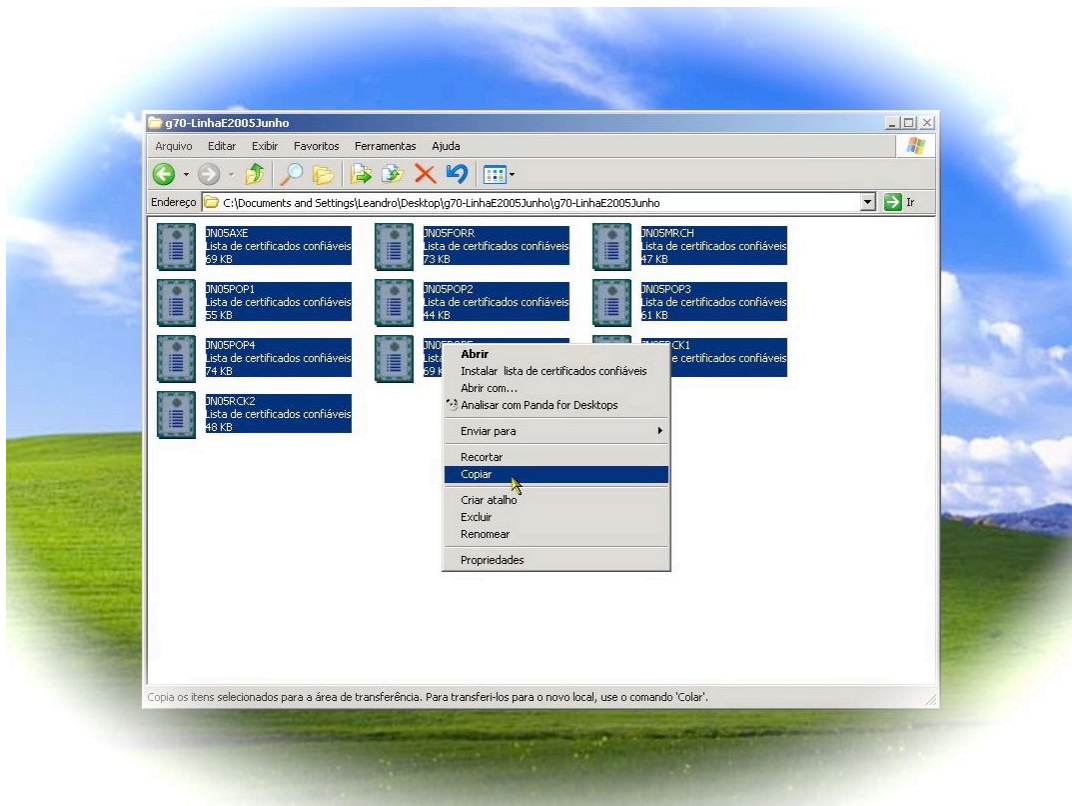 g70-LinhaE2005Junho
Arquivo Editar Exibir Favoritos Ferramentas Ajuda
Endereço C:\Documents and Settings\Leandro\Desktop\g70-LinhaE2005Junho\g70-LinhaE2005Junho Ir
JN05AXE
Lista de certificados confiáveis
69 KB
JN05FORR
Lista de certificados confiáveis
73 KB
JN05MRCH
Lista de certificados confiáveis
47 KB
JN05POP1
Lista de certificados confiáveis
55 KB
JN05POP2
Lista de certificados confiáveis
44 KB
JN05POP3
Lista de certificados confiáveis
61 KB
JN05POP4
Lista de certificados confiáveis
74 KB
69
e certificados confiáveis
JN05RCK2
Lista de certificados confiáveis
48 KB
Abrir
Instalar lista de certificados confiáveis
Abrir com...
Analisar com Panda for Desktops
Enviar para
Recortar
Copiar
Criar atalho
Excluir
Renomear
Propriedades
Copia os itens selecionados para a área de transferência. Para transferi-los para o novo local, use o comando 'Colar'.